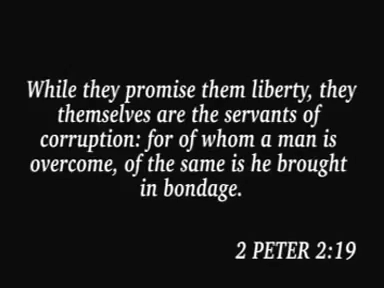 While they promise them liberty, they
themselves are the servants of
corruption: for of whom a man is
overcome, of the same is he brought
in bondage.
2 PETER 2:19